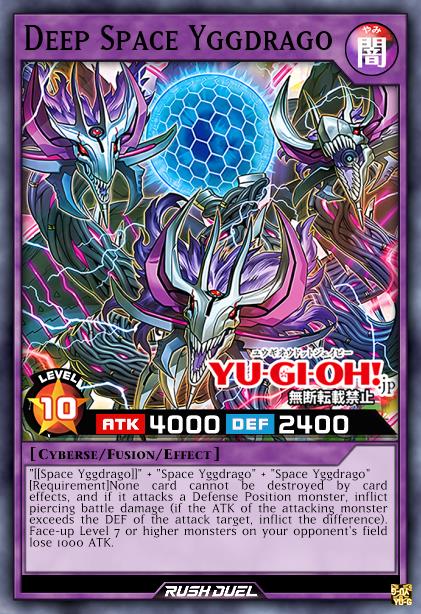 Deep Space Yggdrago
やみ
闇
ユウギオウドットジェイピー
YU-GI-OH!
JP
無断転載禁止
LEVEL
10
ATK 4000 DEF 2400
[ Cyberse/Fusion/Effect ]
"[[Space Yggdrago]]" + "Space Yggdrago" + "Space Yggdrago"
[Requirement]None card cannot be destroyed by card
effects, and if it attacks a Defense Position monster, inflict
piercing battle damage (if the ATK of the attacking monster
exceeds the DEF of the attack target, inflict the difference).
Face-up Level 7 or higher monsters on your opponent's field
lose 1000 ATK.
RUSH DUEL